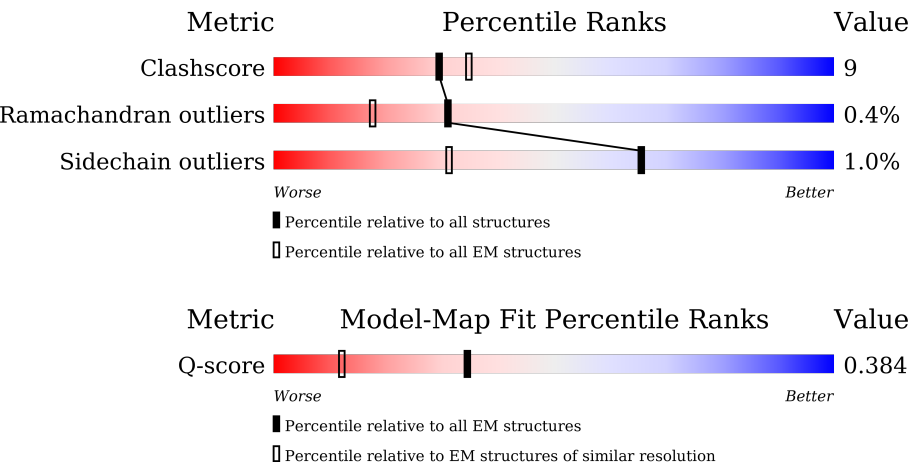 Metric Percentile Ranks Value
Clashscore 9
Ramachandran outliers 0.4%
Sidechain outliers 1.0%
Worse Better
Percentile relative to all structures
Percentile relative to all EM structures
Metric Model-Map Fit Percentile Ranks Value
Q-score 0.384
Worse Better
Percentile relative to all EM structures
Percentile relative to EM structures of similar resolution